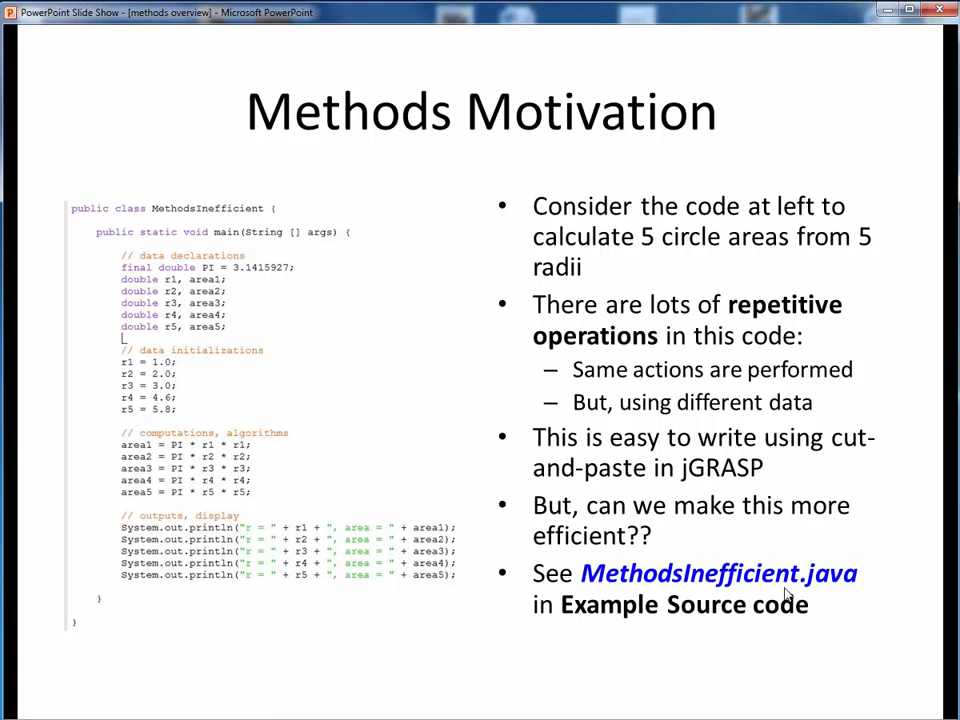 PowerPoint Slide Show - [methods overview] - Microsoft PowerPoint
Methods Motivation
public class MethodsInefficient {
public static void main(String [] args) {
// data declarations
final double PI = 3.1415927;
double r1, area1;
double r2, area2;
double r3, area3;
double r4, area4;
double r5, area5;
// data initializations
r1 = 1.0;
r2 = 2.0;
r3 = 3.0;
r4 = 4.6;
r5 = 5.8;
// computations, algorithms
area1 = PI * r1 * r1;
area2 = PI * r2 * r2;
area3 = PI * r3 * r3;
area4 = PI * r4 * r4;
area5 = PI * r5 * r5;
// outputs, display
System.out.println("r = " + r1 + ", area = " + area1);
System.out.println("r = " + r2 + ", area = " + area2);
System.out.println("r = " + r3 + ", area = " + area3);
System.out.println("r = " + r4 + ", area = " + area4);
System.out.println("r = " + r5 + ", area = " + area5);
}
}
• Consider the code at left to
calculate 5 circle areas from 5
radii
• There are lots of repetitive
operations in this code:
– Same actions are performed
– But, using different data
• This is easy to write using cut-
and-paste in jGRASP
• But, can we make this more
efficient??
• See MethodsInefficient.java
in Example Source code